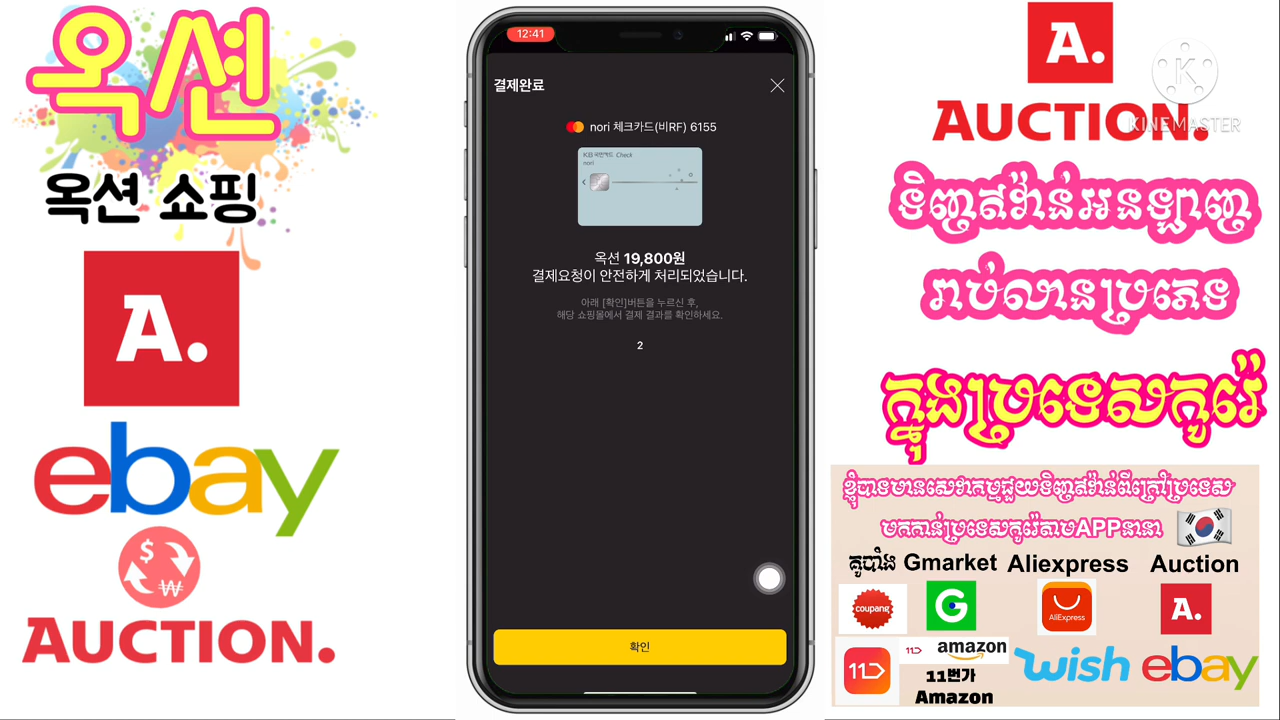 옥션
옥션 쇼핑
A.
ebay
$
₩
AUCTION.
12:41
결제완료
nori 체크카드(비RF) 6155
KB국민카드 Check
nori
옥션 19,800원
결제요청이 안전하게 처리되었습니다.
아래 [확인]버튼을 누르신 후,
해당 쇼핑몰에서 결제 결과를 확인하세요.
2
확인
A.
AUCTION.
K
KINEMASTER
ទិញឥវ៉ាន់អនឡាញ
រាប់លានប្រភេទ
ក្នុងប្រទេសកូរ៉េ
ខ្ញុំបាទមានសេវាកម្មជួយទិញឥវ៉ាន់ពីក្រៅប្រទេស
មកកាន់ប្រទេសកូរ៉េតាមAPPនានា
គូប៉ាង Gmarket Aliexpress Auction
coupang
G
AliExpress
A.
11
11
amazon
11번가
Amazon
wish
ebay